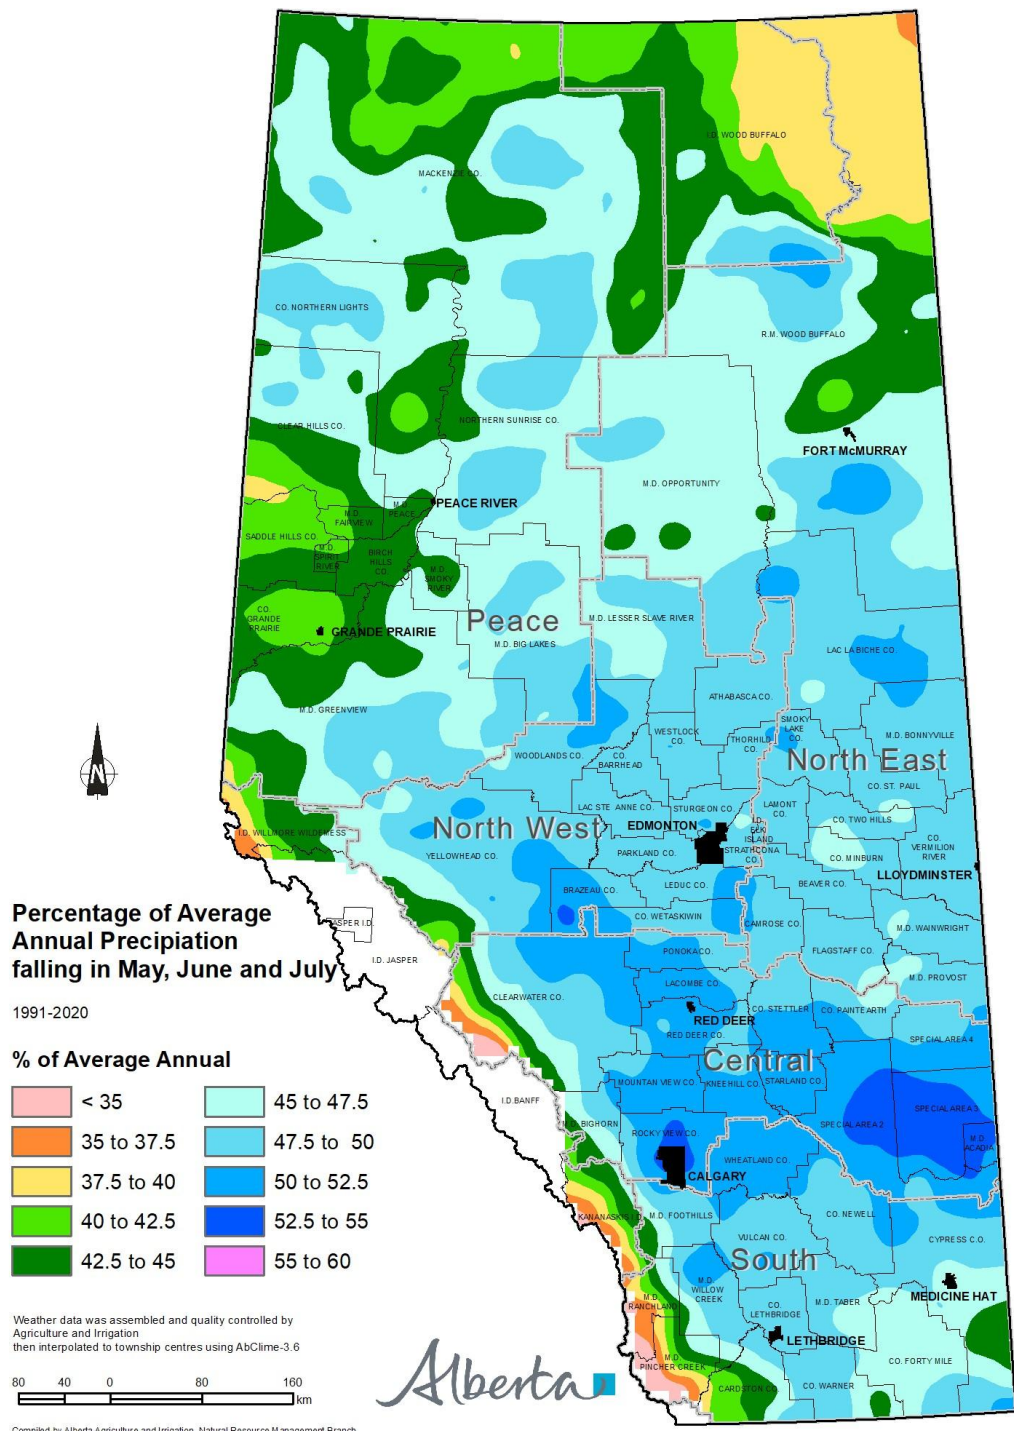 I.D. WOOD BUFFALO
MACKENZIE CO.
CO. NORTHERN LIGHTS
R.M. WOOD BUFFALO
CLEAR HILLS CO.
NORTHERN SUNRISE CO.
FORT McMURRAY
M.D. OPPORTUNITY
M.D.
PEACE
PEACE RIVER
M.D.
FAIRVIEW
SADDLE HILLS CO.
M.D.
SPIRIT
RIVER
BIRCH
HILLS
CO.
M.D.
SMOKY
RIVER
CO.
GRANDE
PRAIRIE
GRANDE PRAIRIE
Peace
M.D. LESSER SLAVE RIVER
M.D. BIG LAKES
LAC LA BICHE CO.
M.D. GREENVIEW
ATHABASCA CO.
WESTLOCK
CO.
THORHILD
CO.
SMOKY
LAKE
CO.
M.D. BONNYVILLE
WOODLANDS CO.
CO.
BARRHEAD
North East
CO. ST. PAUL
N
LAC STE ANNE CO.
STURGEON CO.
LAMONT
CO.
CO. TWO HILLS
North West
EDMONTON
I.D.
ELK
ISLAND
I.D. WILLMORE WILDERNESS
YELLOWHEAD CO.
PARKLAND CO.
STRATHCONA
CO.
CO. MINBURN
CO.
VERMILION
RIVER
LLOYDMINSTER
BRAZEAU CO.
LEDUC CO.
BEAVER CO.
CO. WETASKIWIN
CAMROSE CO.
M.D. WAINWRIGHT
JASPER I.D.
I.D. JASPER
PONOKA CO.
FLAGSTAFF CO.
M.D. PROVOST
CLEARWATER CO.
LACOMBE CO.
RED DEER
CO. STETTLER
CO. PAINTEARTH
RED DEER CO.
SPECIAL AREA 4
Central
MOUNTAIN VIEW CO.
KNEEHILL CO.
STARLAND CO.
I.D.BANFF
M.D. BIGHORN
ROCKY VIEW CO.
SPECIAL AREA 2
SPECIAL AREA 3
M.D.
ACADIA
WHEATLAND CO.
CALGARY
KANANASKIS I.D.
M.D. FOOTHILLS
CO. NEWELL
VULCAN CO.
CYPRESS C.O.
South
M.D.
WILLOW
CREEK
M.D.
RANCHLAND
CO.
LETHBRIDGE
M.D. TABER
MEDICINE HAT
LETHBRIDGE
M.D.
PINCHER CREEK
CO. FORTY MILE
CARDSTON CO.
CO. WARNER
Percentage of Average
Annual Precipiation
falling in May, June and July
1991-2020
% of Average Annual
< 35
35 to 37.5
37.5 to 40
40 to 42.5
42.5 to 45
45 to 47.5
47.5 to 50
50 to 52.5
52.5 to 55
55 to 60
Weather data was assembled and quality controlled by
Agriculture and Irrigation
then interpolated to township centres using AbClime-3.6
80 40 0 80 160
km
Alberta
Compiled by Alberta Agriculture and Irrigation, Natural Resource Management Branch